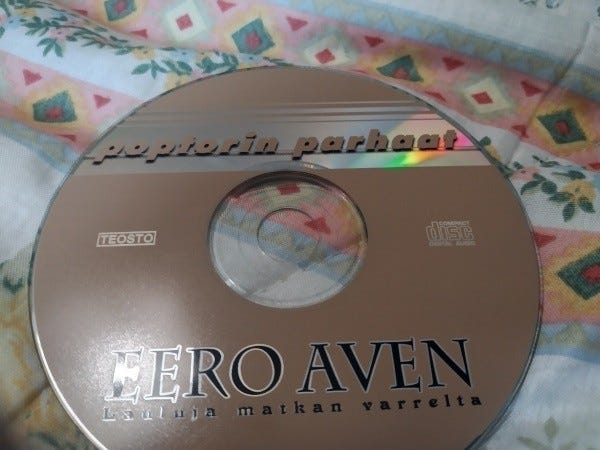 poptorin parhaat
TEOSTO
COMPACT
disc
DIGITAL AUDIO
EERO AVEN
Lauluja matkan varrelta